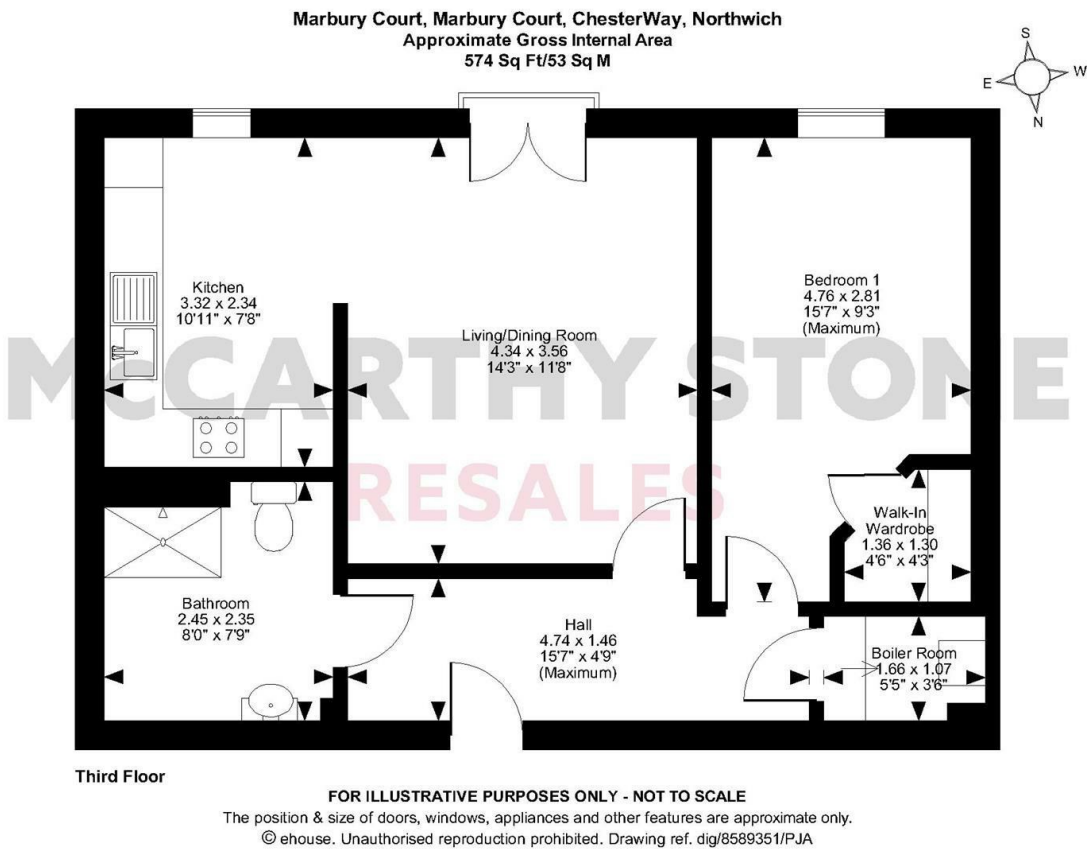 Marbury Court, Marbury Court, ChesterWay, Northwich
Approximate Gross Internal Area
574 Sq Ft/53 Sq M
S
E
W
N
Kitchen
3.32 x 2.34
10'11" x 7'8"
Living/Dining Room
4.34 x 3.56
14'3" x 11'8"
Bedroom 1
4.76 x 2.81
15'7" x 9'3"
(Maximum)
McCARTHY STONE
RESALES
Walk-In
Wardrobe
1.36 x 1.30
4'6" x 4'3"
Bathroom
2.45 x 2.35
8'0" x 7'9"
Hall
4.74 x 1.46
15'7" x 4'9"
(Maximum)
Boiler Room
1.66 x 1.07
5'5" x 3'6"
Third Floor
FOR ILLUSTRATIVE PURPOSES ONLY - NOT TO SCALE
The position & size of doors, windows, appliances and other features are approximate only.
© ehouse. Unauthorised reproduction prohibited. Drawing ref. dig/8589351/PJA